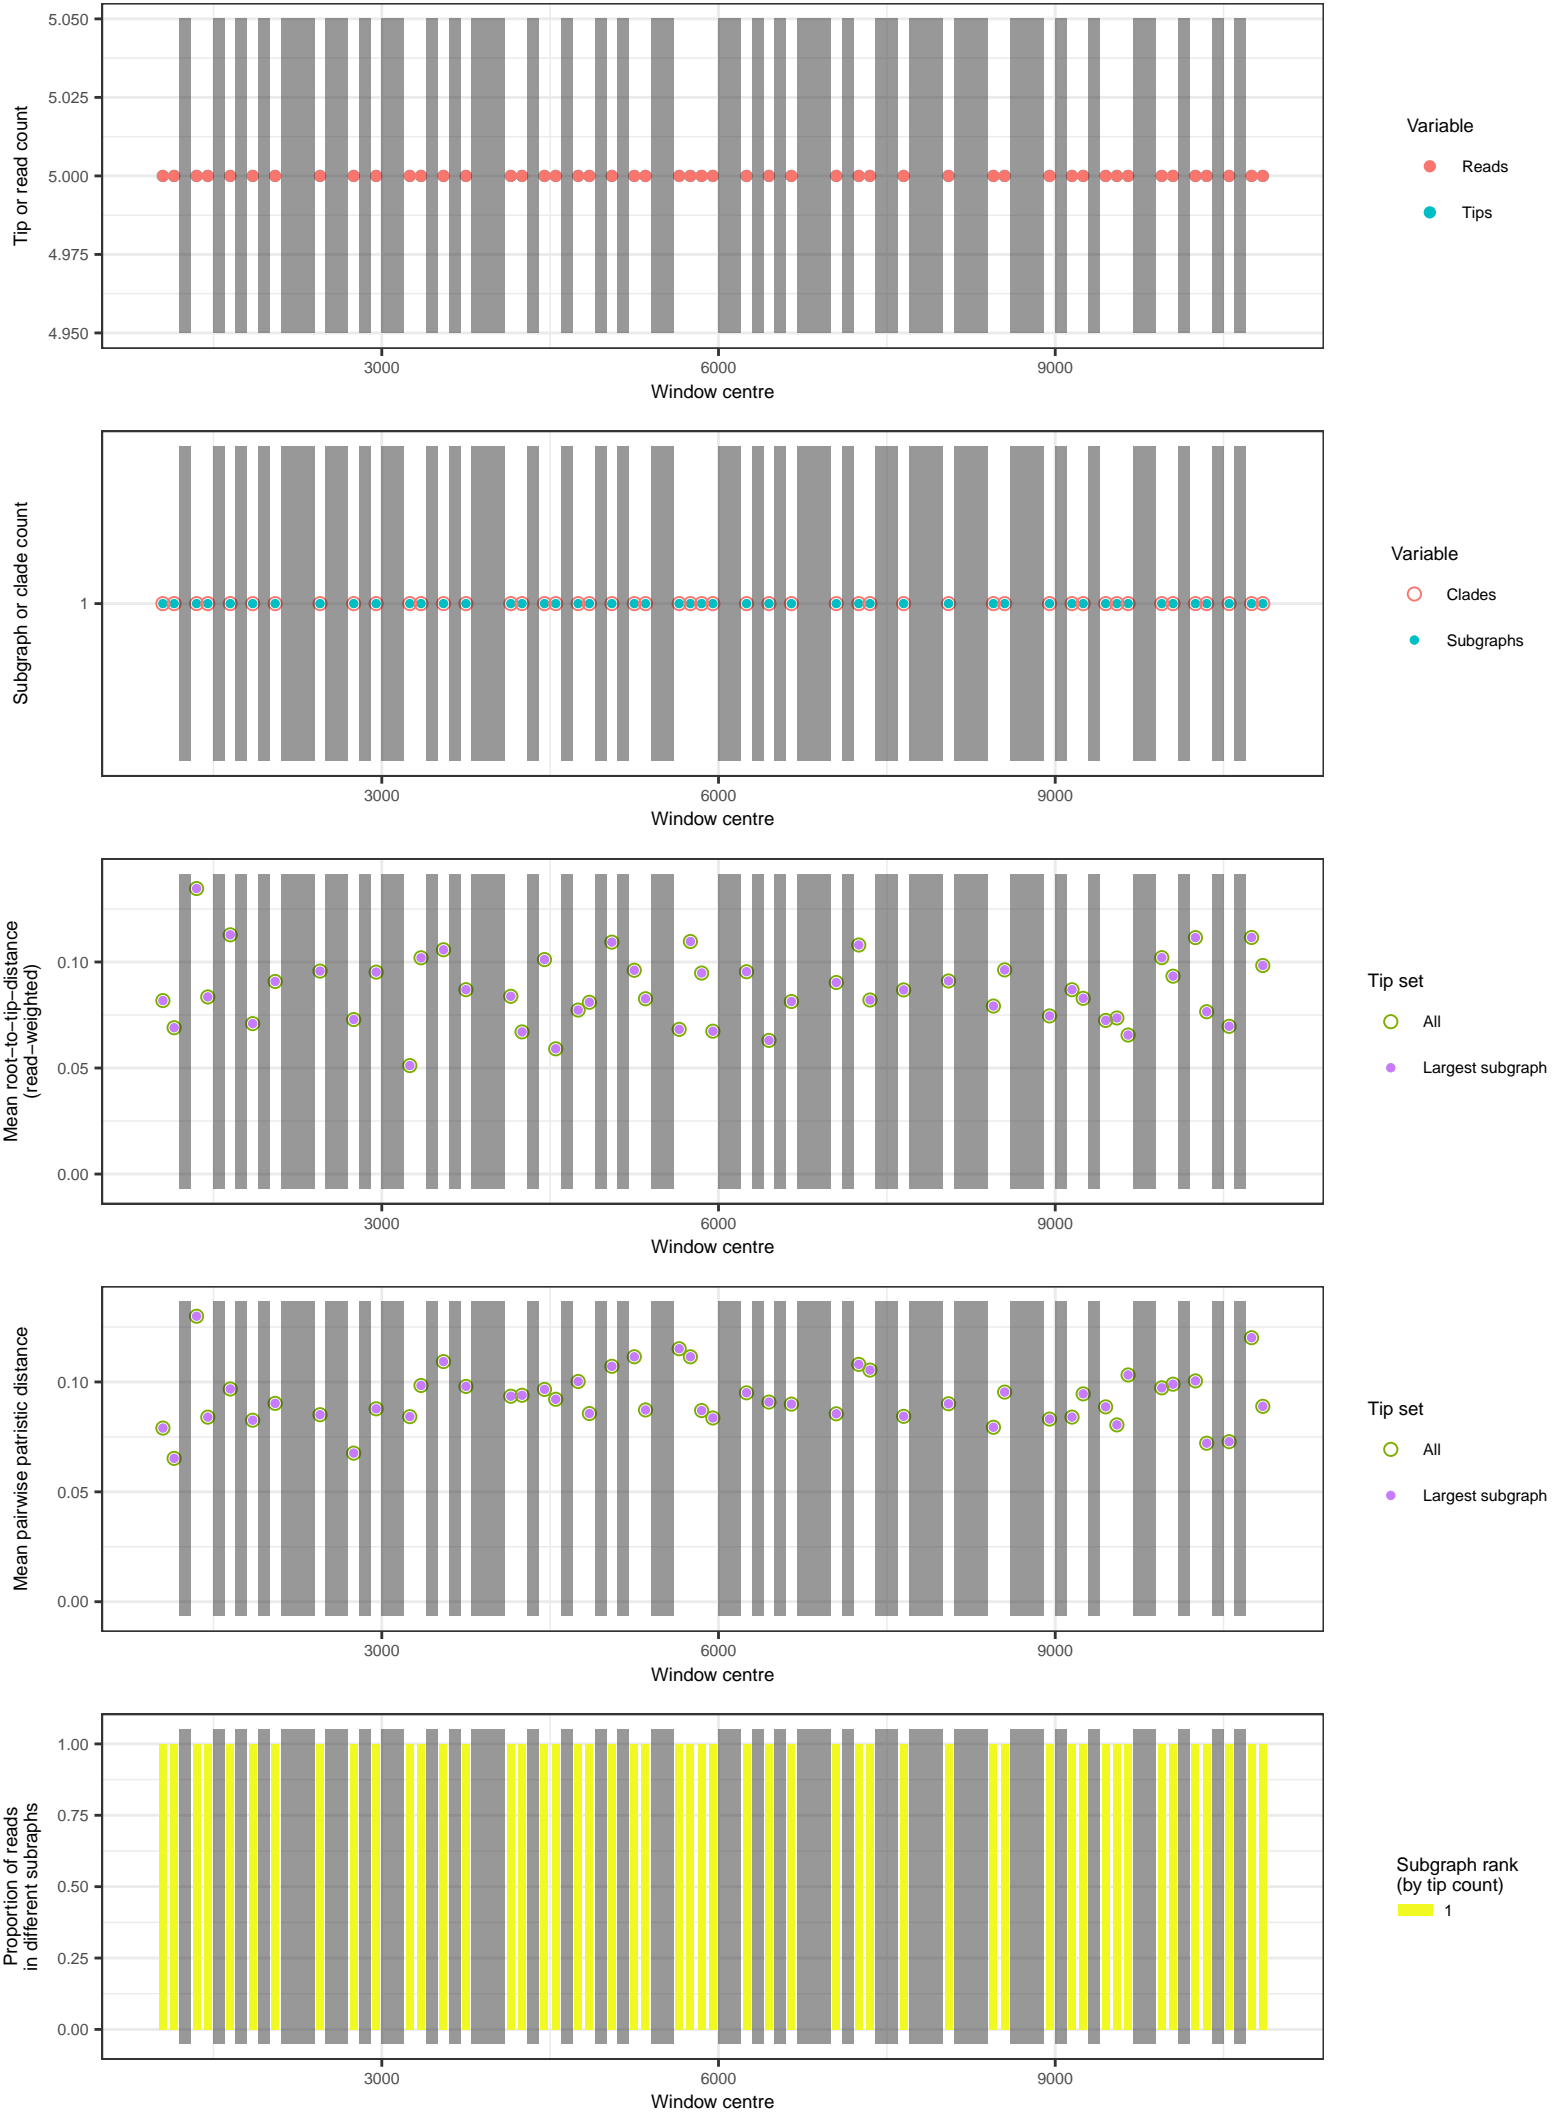 Tip or read count
5.050
5.025
5.000
4.975
4.950
3000
6000
9000
Window centre
Variable
Reads
Tips
Subgraph or clade count
1
3000
6000
9000
Window centre
Variable
Clades
Subgraphs
Mean root−to−tip−distance
(read−weighted)
0.10
0.05
0.00
3000
6000
9000
Window centre
Tip set
All
Largest subgraph
Mean pairwise patristic distance
0.10
0.05
0.00
3000
6000
9000
Window centre
Tip set
All
Largest subgraph
Proportion of reads
in different subraphs
1.00
0.75
0.50
0.25
0.00
3000
6000
9000
Window centre
Subgraph rank
(by tip count)
1